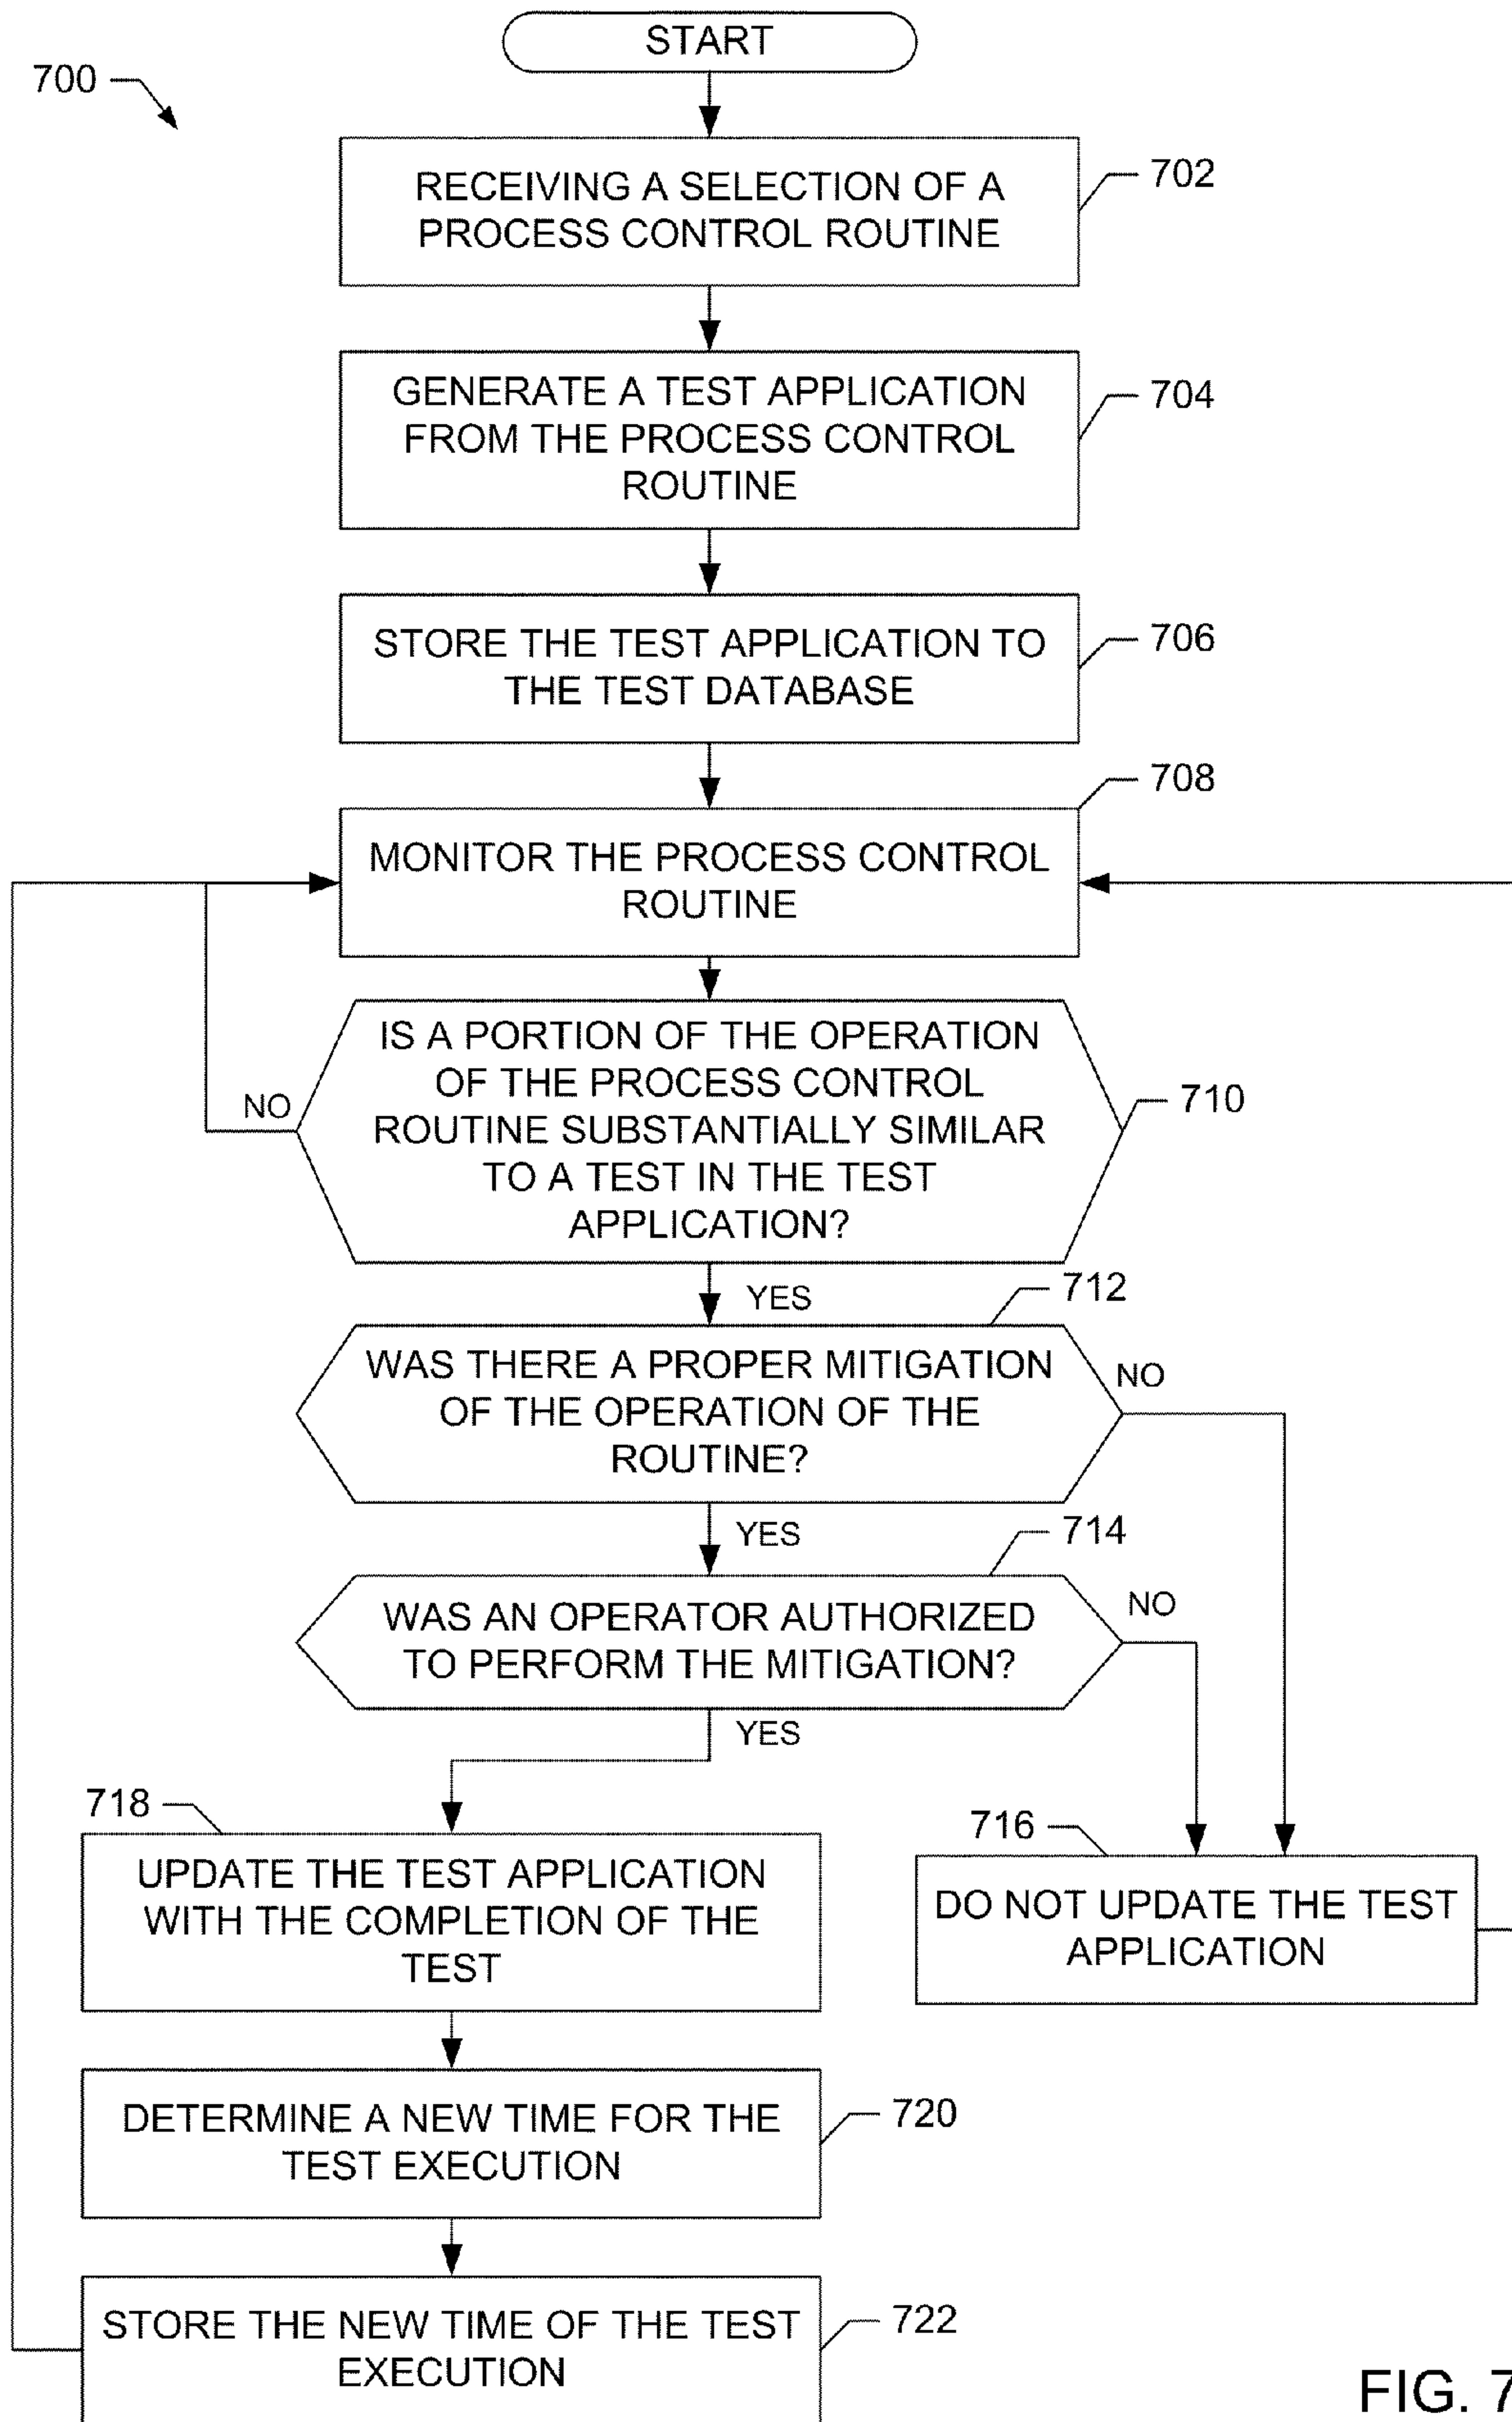 START
700
RECEIVING A SELECTION OF A
PROCESS CONTROL ROUTINE
702
GENERATE A TEST APPLICATION
FROM THE PROCESS CONTROL
ROUTINE
704
STORE THE TEST APPLICATION TO
THE TEST DATABASE
706
708
MONITOR THE PROCESS CONTROL
ROUTINE
IS A PORTION OF THE OPERATION
OF THE PROCESS CONTROL
ROUTINE SUBSTANTIALLY SIMILAR
TO A TEST IN THE TEST
APPLICATION?
NO
710
YES
712
WAS THERE A PROPER MITIGATION
OF THE OPERATION OF THE
ROUTINE?
NO
YES
714
WAS AN OPERATOR AUTHORIZED
TO PERFORM THE MITIGATION?
NO
YES
718
UPDATE THE TEST APPLICATION
WITH THE COMPLETION OF THE
TEST
716
DO NOT UPDATE THE TEST
APPLICATION
DETERMINE A NEW TIME FOR THE
TEST EXECUTION
720
STORE THE NEW TIME OF THE TEST
EXECUTION
722
FIG. 7